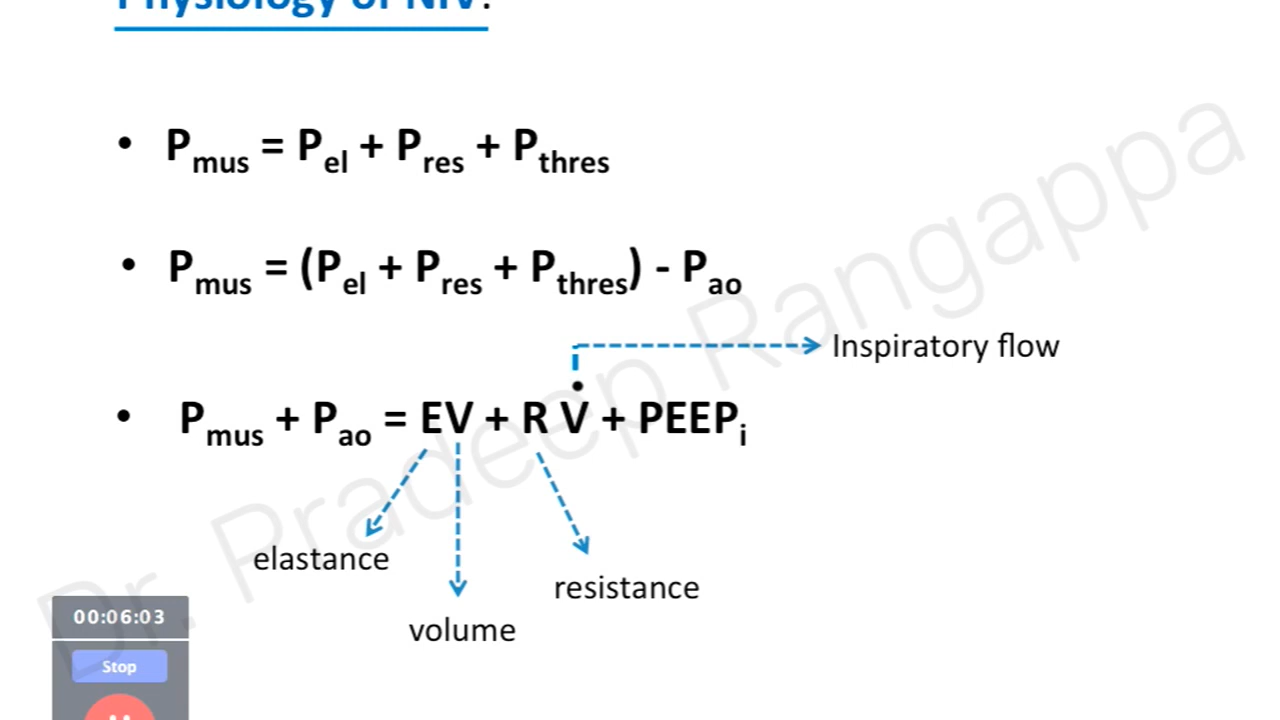 Physiology of NIV:
• Pmus = Pel + Pres + Pthres
• Pmus = (Pel + Pres + Pthres) - Pao
Inspiratory flow
• Pmus + Pao = EV + R V̇ + PEEPi
elastance
resistance
volume
Dr. Pradeep Rangappa
00:06:03
Stop